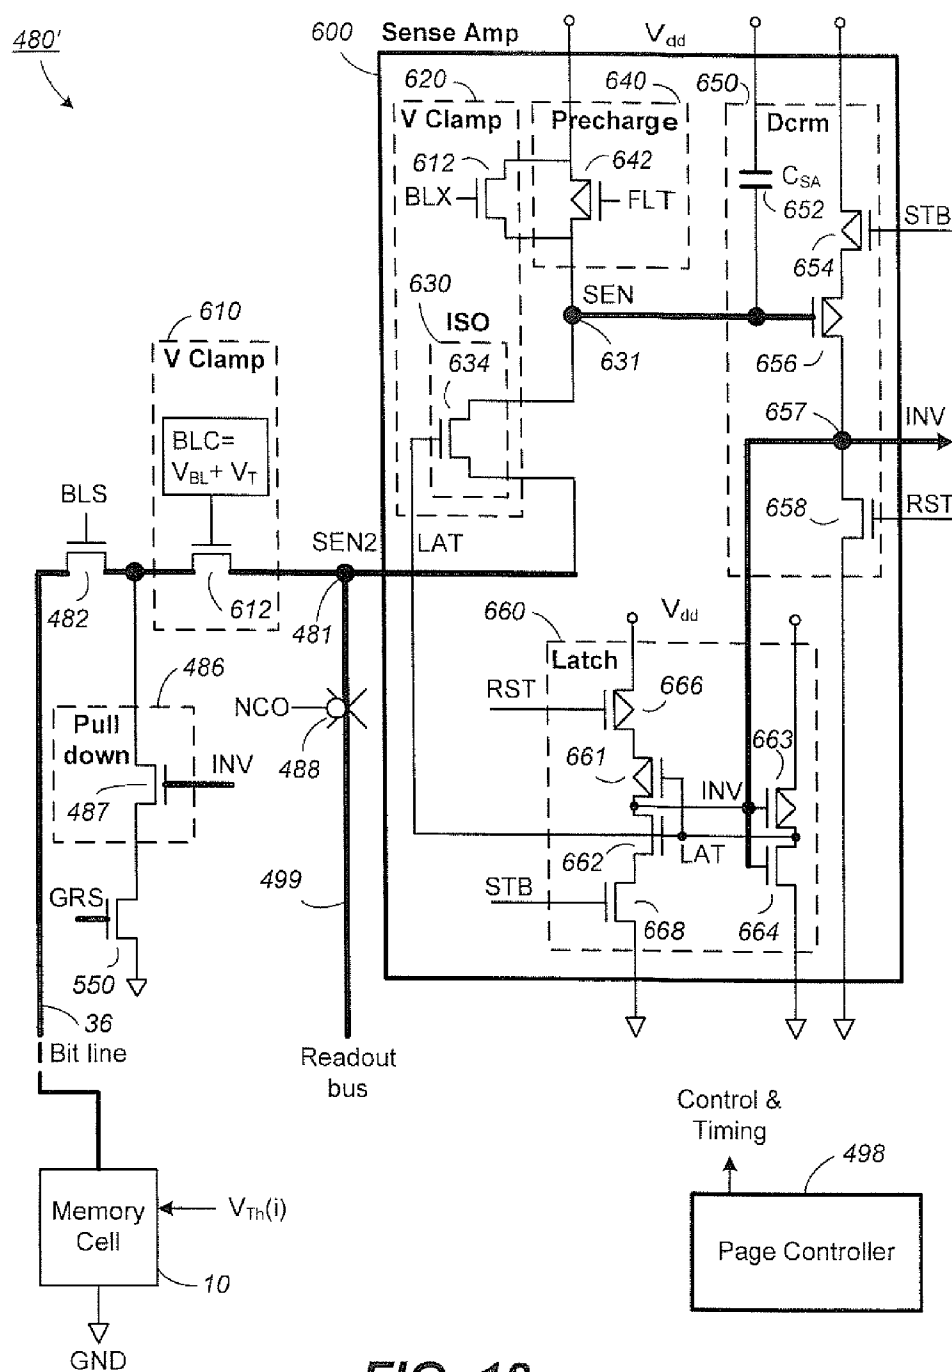 480'
600
Sense Amp
Vdd
620
V Clamp
640
Precharge
650
Dcrm
612
BLX
642
FLT
CSA
652
STB
654
630
ISO
634
SEN
631
656
610
V Clamp
BLC=
VBL+ VT
657
INV
658
RST
BLS
482
612
SEN2
481
LAT
660
Latch
Vdd
486
Pull
down
487
INV
NCO
488
RST
666
661
663
INV
662
LAT
STB
668
664
GRS
550
499
36
Bit line
Readout
bus
Control &
Timing
498
Page Controller
Memory
Cell
VTh(i)
10
GND